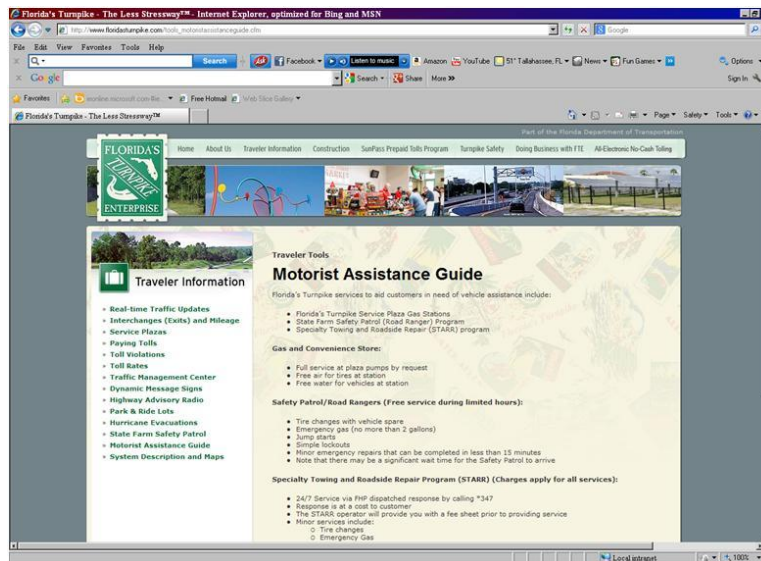 Florida's Turnpike - The Less Stressway™ - Internet Explorer, optimized for Bing and MSN
http://www.floridasturnpike.com/tools_motoristassistanceguide.cfm
Google
File Edit View Favorites Tools Help
Search
Facebook
Listen to music
Amazon
YouTube
51° Tallahassee, FL
News
Fun Games
Options
Google
Search
Share
More »
Sign In
Favorites
Free Hotmail
Web Slice Gallery
Florida's Turnpike - The Less Stressway™
Page Safety Tools
Part of the Florida Department of Transportation
FLORIDA'S
TURNPIKE
ENTERPRISE
Home About Us Traveler Information Construction SunPass Prepaid Tolls Program Turnpike Safety Doing Business with FTE All-Electronic No-Cash Tolling
Traveler Information
Real-time Traffic Updates
Interchanges (Exits) and Mileage
Service Plazas
Paying Tolls
Toll Violations
Toll Rates
Traffic Management Center
Dynamic Message Signs
Highway Advisory Radio
Park & Ride Lots
Hurricane Evacuations
State Farm Safety Patrol
Motorist Assistance Guide
System Description and Maps
Traveler Tools
Motorist Assistance Guide
Florida's Turnpike services to aid customers in need of vehicle assistance include:
Florida's Turnpike Service Plaza Gas Stations
State Farm Safety Patrol (Road Ranger) Program
Specialty Towing and Roadside Repair (STARR) program
Gas and Convenience Store:
Full service at plaza pumps by request
Free air for tires at station
Free water for vehicles at station
Safety Patrol/Road Rangers (Free service during limited hours):
Tire changes with vehicle spare
Emergency gas (no more than 2 gallons)
Jump starts
Simple lockouts
Minor emergency repairs that can be completed in less than 15 minutes
Note that there may be a significant wait time for the Safety Patrol to arrive
Specialty Towing and Roadside Repair Program (STARR) (Charges apply for all services):
24/7 Service via FHP dispatched response by calling *347
Response is at a cost to customer
The STARR operator will provide you with a fee sheet prior to providing service
Minor services include:
Tire changes
Emergency Gas
Local intranet
100%